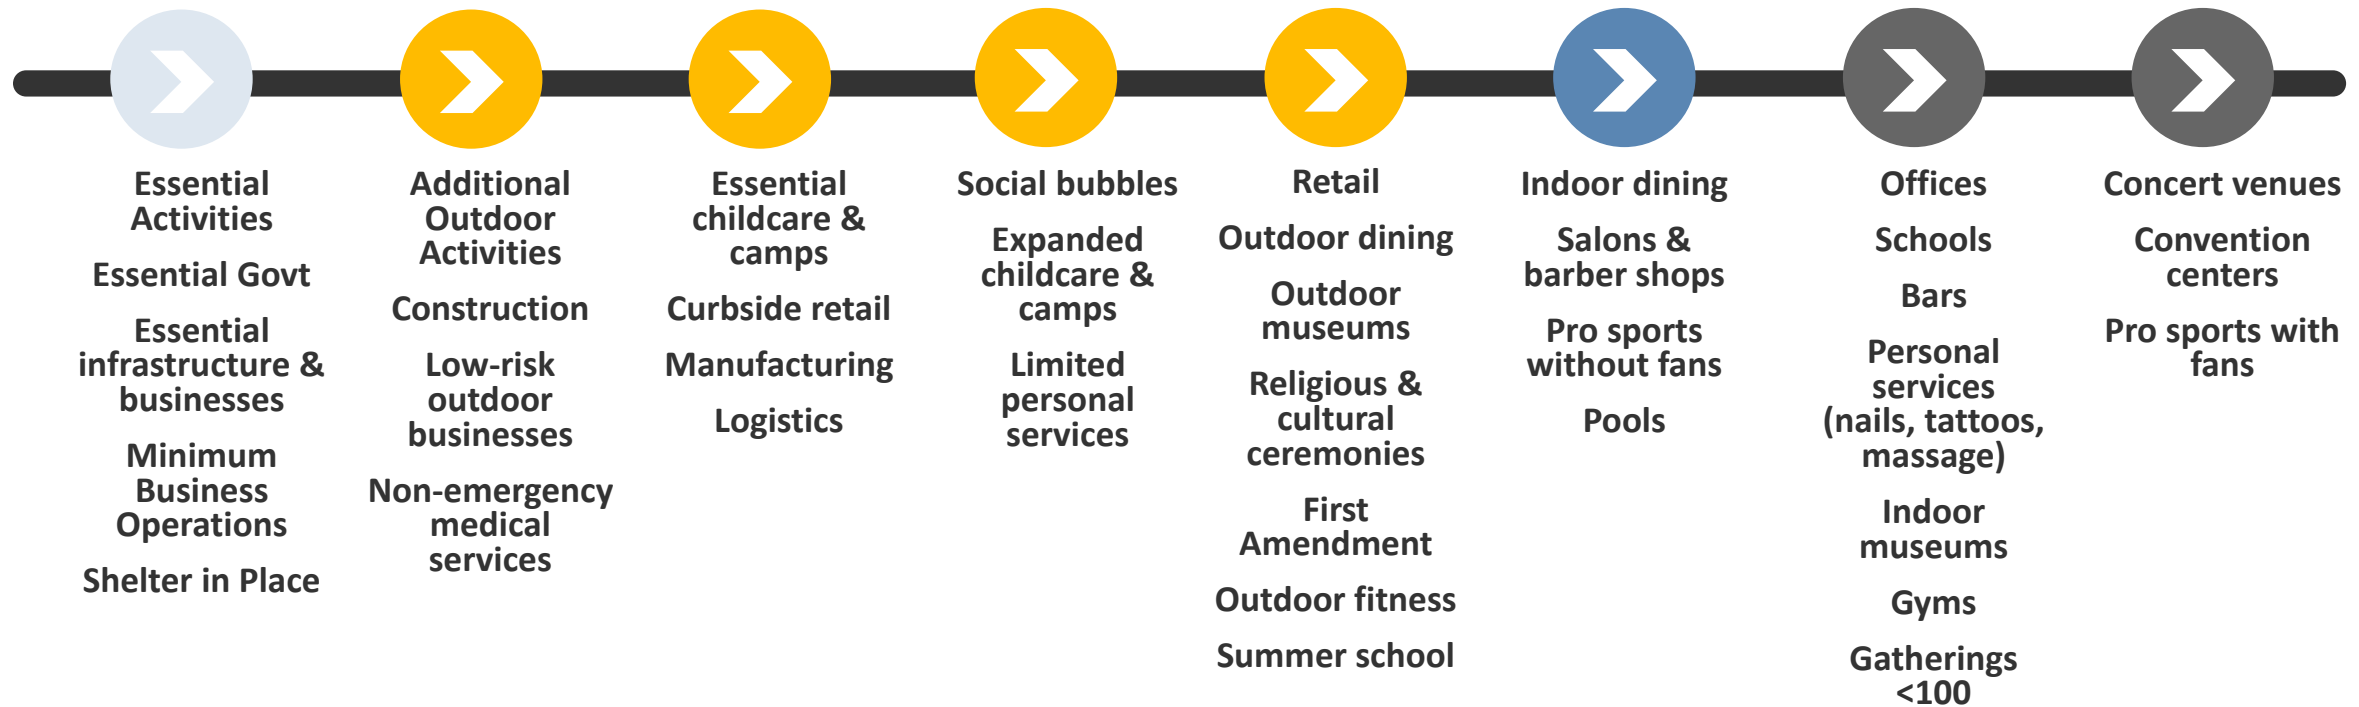 Essential
Activities
Essential Govt
Essential
infrastructure &
businesses
Minimum
Business
Operations
Shelter in Place
Additional
Outdoor
Activities
Construction
Low-risk
outdoor
businesses
Non-emergency
medical
services
Essential
childcare &
camps
Curbside retail
Manufacturing
Logistics
Social bubbles
Expanded
childcare &
camps
Limited
personal
services
Retail
Outdoor dining
Outdoor
museums
Religious &
cultural
ceremonies
First
Amendment
Outdoor fitness
Summer school
Indoor dining
Salons &
barber shops
Pro sports
without fans
Pools
Offices
Schools
Bars
Personal
services
(nails, tattoos,
massage)
Indoor
museums
Gyms
Gatherings
<100
Concert venues
Convention
centers
Pro sports with
fans